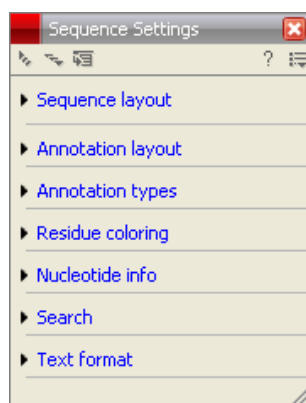 Sequence Settings
?
Sequence layout
Annotation layout
Annotation types
Residue coloring
Nucleotide info
Search
Text format